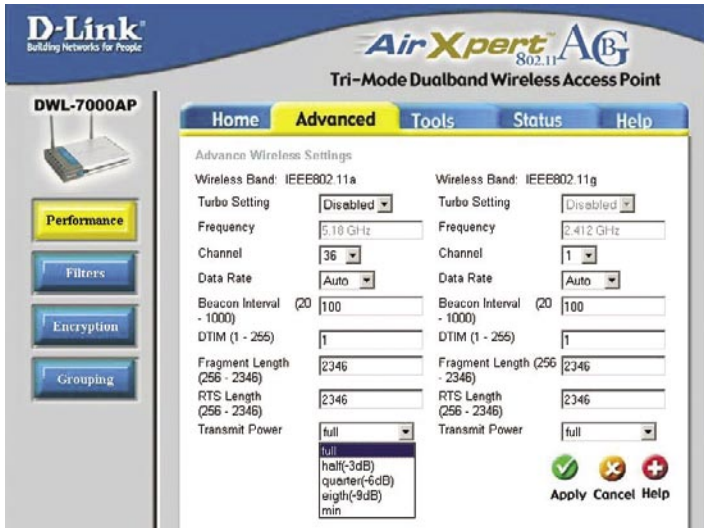 D-Link
Building Networks for People
Air Xpert ABG
802.11
Tri-Mode Dualband Wireless Access Point
DWL-7000AP
Home Advanced Tools Status Help
Performance
Filters
Encryption
Grouping
Advance Wireless Settings
Wireless Band: IEEE802.11a
Turbo Setting Disabled
Frequency 5.18 GHz
Channel 36
Data Rate Auto
Beacon Interval (20 - 1000) 100
DTIM (1 - 255) 1
Fragment Length (256 - 2346) 2346
RTS Length (256 - 2346) 2346
Transmit Power full
full
half(-3dB)
quarter(-6dB)
eigth(-9dB)
min
Wireless Band: IEEE802.11g
Turbo Setting Disabled
Frequency 2.412 GHz
Channel 1
Data Rate Auto
Beacon Interval (20 - 1000) 100
DTIM (1 - 255) 1
Fragment Length (256 - 2346) 2346
RTS Length (256 - 2346) 2346
Transmit Power full
Apply Cancel Help